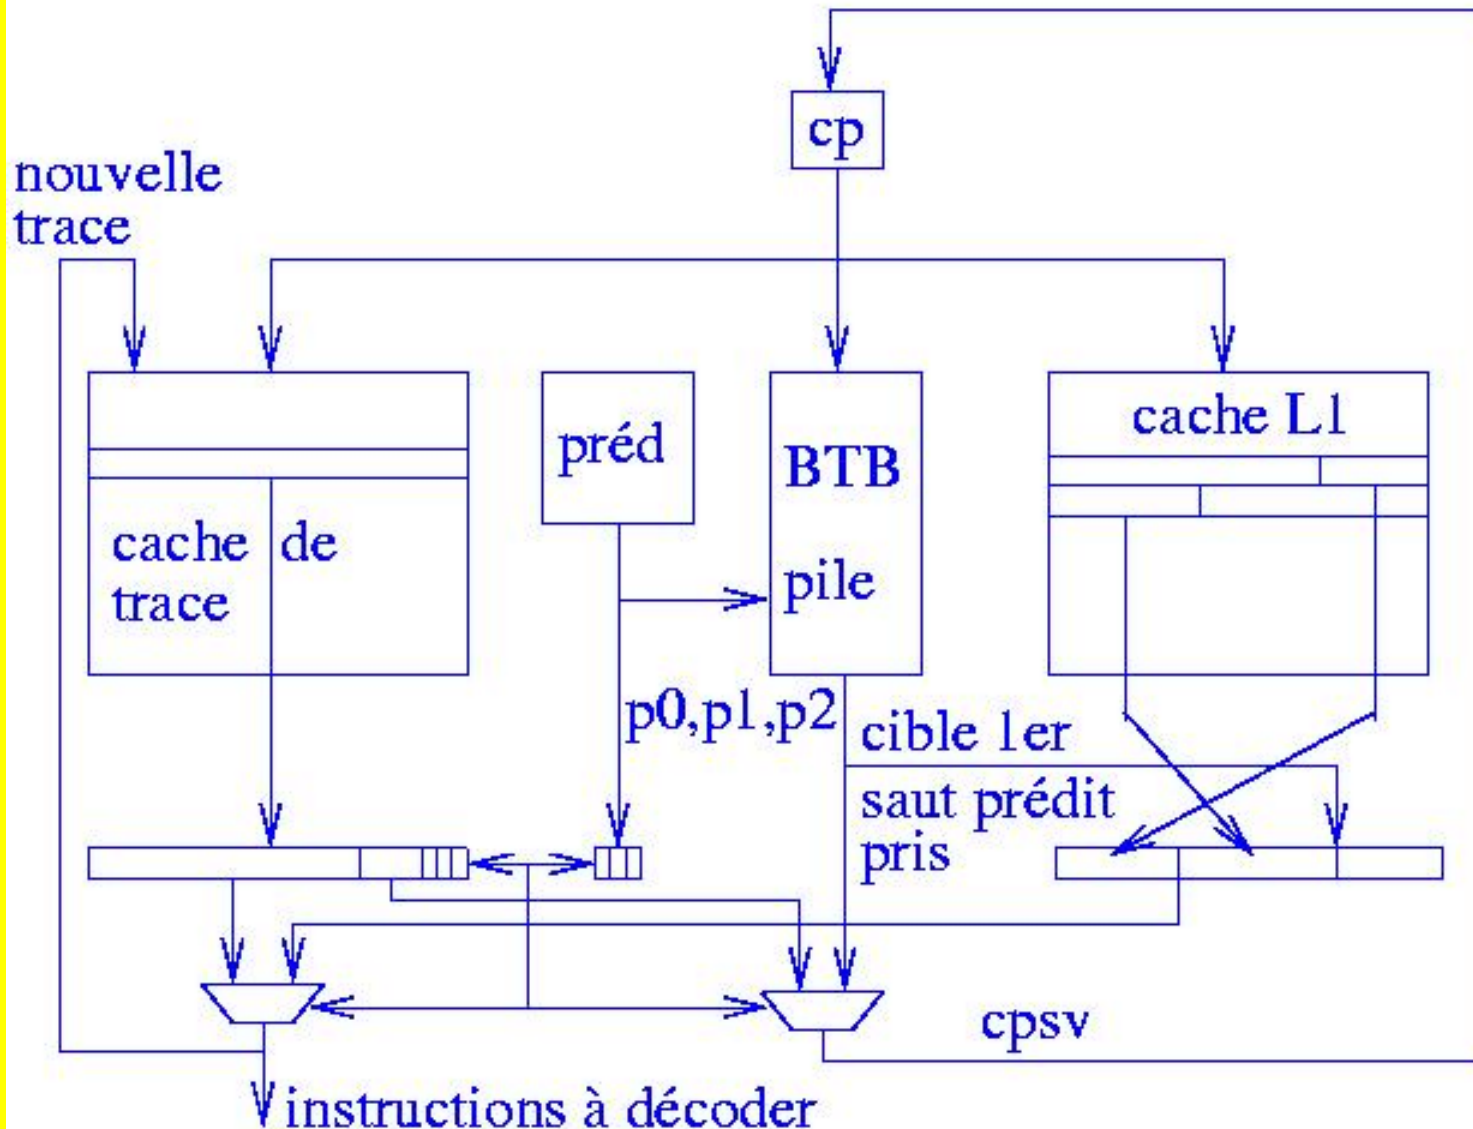 cp
nouvelle
trace
cache L1
préd
BTB
pile
cache de
trace
p0,p1,p2
cible 1er
saut prédit
pris
cpsv
instructions à décoder